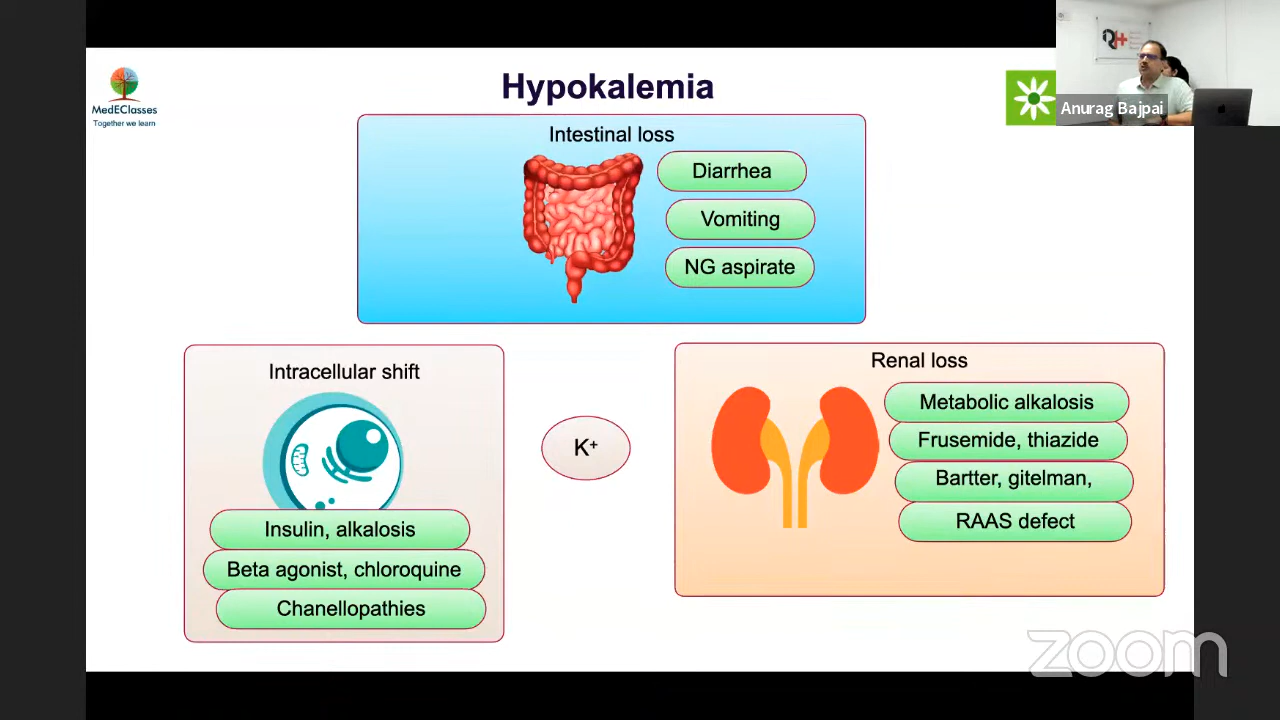 MedEClasses
Together we learn
Hypokalemia
Anurag Bajpai
Intestinal loss
Diarrhea
Vomiting
NG aspirate
Intracellular shift
Insulin, alkalosis
Beta agonist, chloroquine
Chanellopathies
K+
Renal loss
Metabolic alkalosis
Frusemide, thiazide
Bartter, gitelman,
RAAS defect
zoom